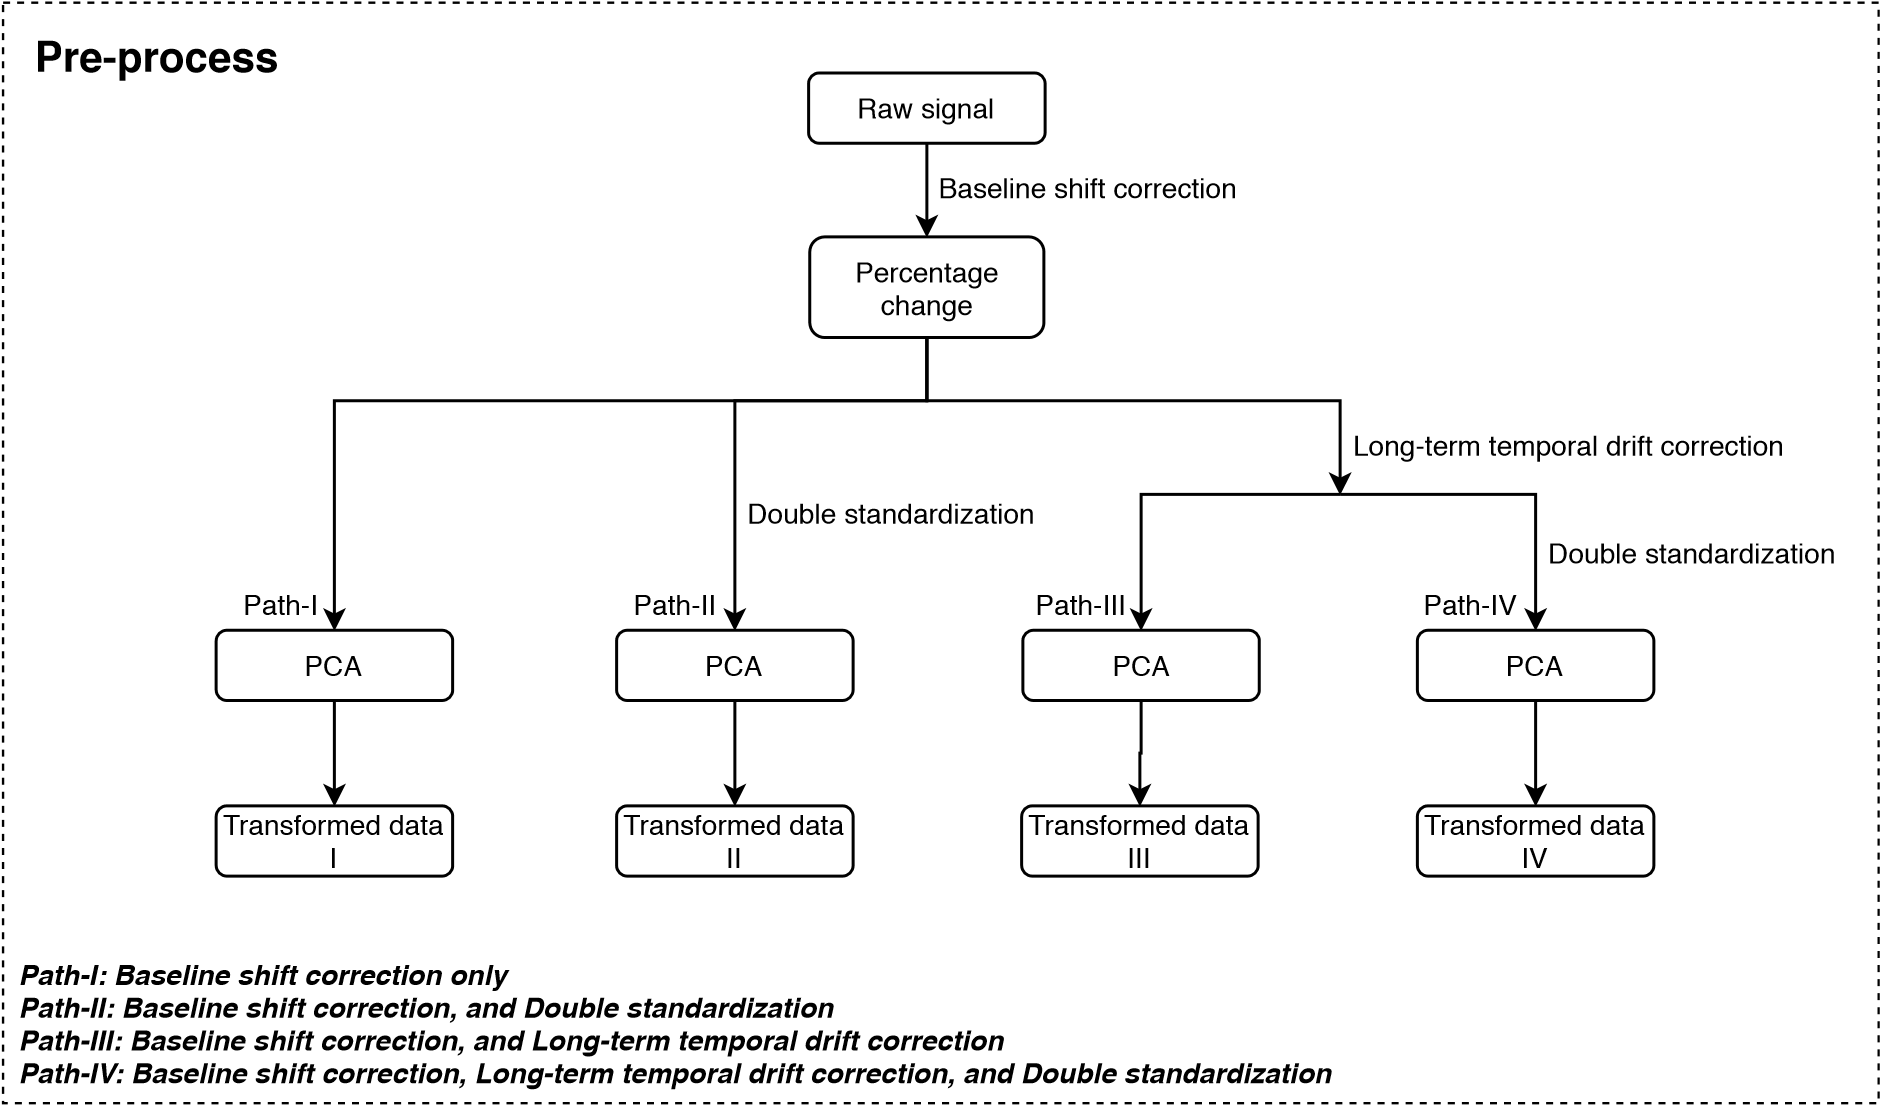 Pre-process
Raw signal
Baseline shift correction
Percentage
change
Long-term temporal drift correction
Double standardization
Double standardization
Path-I
Path-II
Path-III
Path-IV
PCA
PCA
PCA
PCA
Transformed data
I
Transformed data
II
Transformed data
III
Transformed data
IV
Path-I: Baseline shift correction only
Path-II: Baseline shift correction, and Double standardization
Path-III: Baseline shift correction, and Long-term temporal drift correction
Path-IV: Baseline shift correction, Long-term temporal drift correction, and Double standardization